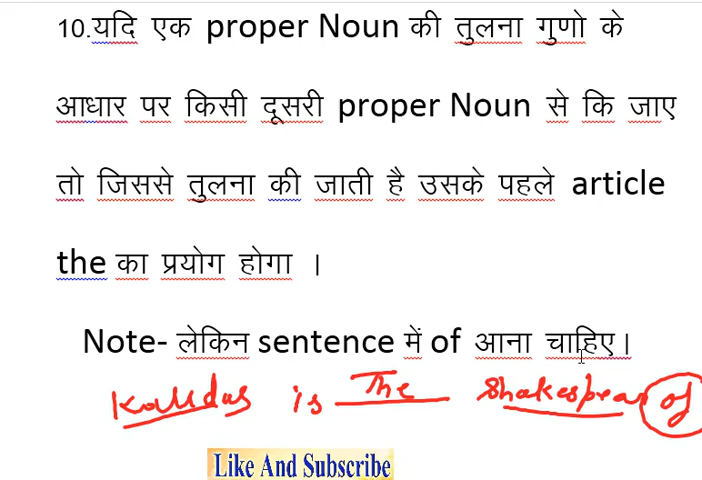 10.यदि एक proper Noun की तुलना गुणो के
आधार पर किसी दूसरी proper Noun से कि जाए
तो जिससे तुलना की जाती है उसके पहले article
the का प्रयोग होगा ।
Note- लेकिन sentence में of आना चाहिए।
Kalidas is The Shakespear of
Like And Subscribe